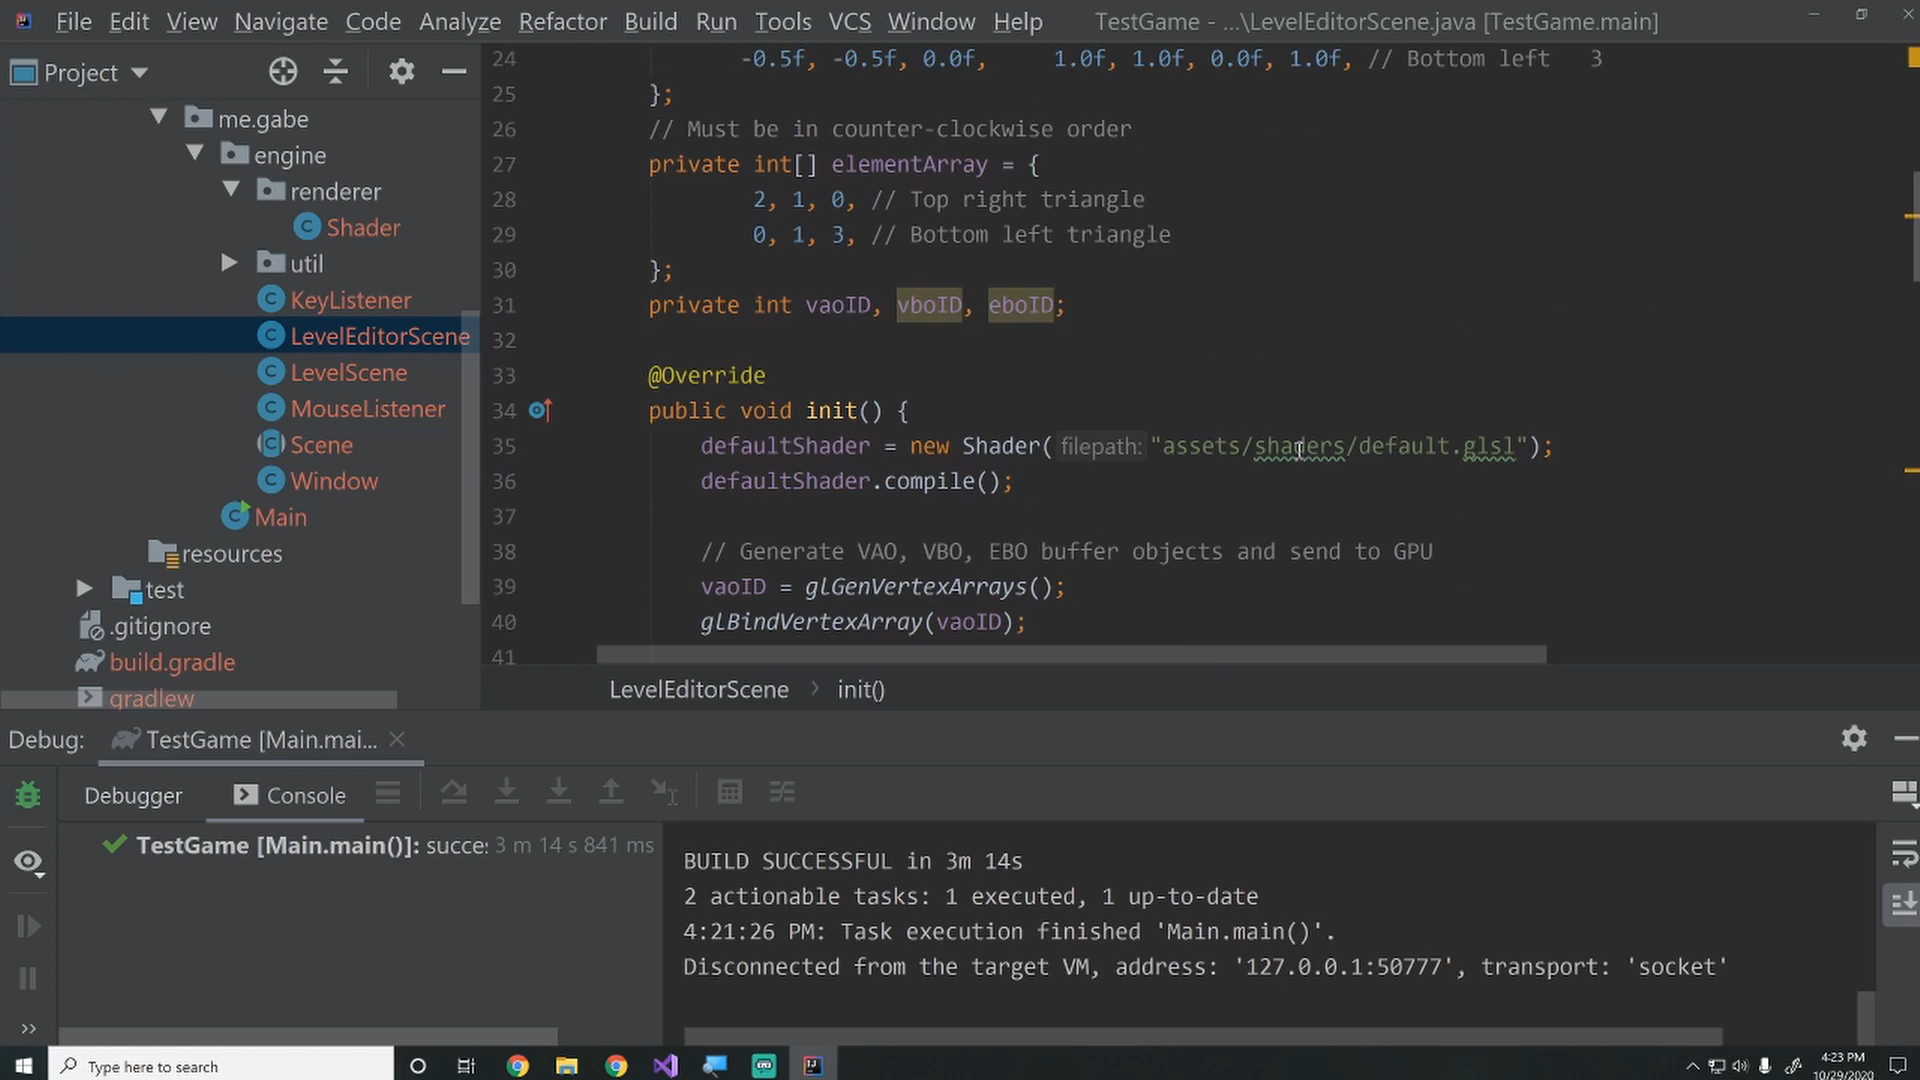 File Edit View Navigate Code Analyze Refactor Build Run Tools VCS Window Help TestGame - ...\LevelEditorScene.java [TestGame.main]
Project
me.gabe
engine
renderer
Shader
util
KeyListener
LevelEditorScene
LevelScene
MouseListener
Scene
Window
Main
resources
test
.gitignore
build.gradle
gradlew
24 -0.5f, -0.5f, 0.0f, 1.0f, 1.0f, 0.0f, 1.0f, // Bottom left 3
25 };
26 // Must be in counter-clockwise order
27 private int[] elementArray = {
28 2, 1, 0, // Top right triangle
29 0, 1, 3, // Bottom left triangle
30 };
31 private int vaoID, vboID, eboID;
32
33 @Override
34 public void init() {
35 defaultShader = new Shader( filepath: "assets/shaders/default.glsl");
36 defaultShader.compile();
37
38 // Generate VAO, VBO, EBO buffer objects and send to GPU
39 vaoID = glGenVertexArrays();
40 glBindVertexArray(vaoID);
41
LevelEditorScene > init()
Debug: TestGame [Main.mai...
Debugger Console
TestGame [Main.main()]: succe: 3 m 14 s 841 ms
BUILD SUCCESSFUL in 3m 14s
2 actionable tasks: 1 executed, 1 up-to-date
4:21:26 PM: Task execution finished 'Main.main()'.
Disconnected from the target VM, address: '127.0.0.1:50777', transport: 'socket'
Type here to search
4:23 PM
10/29/2020